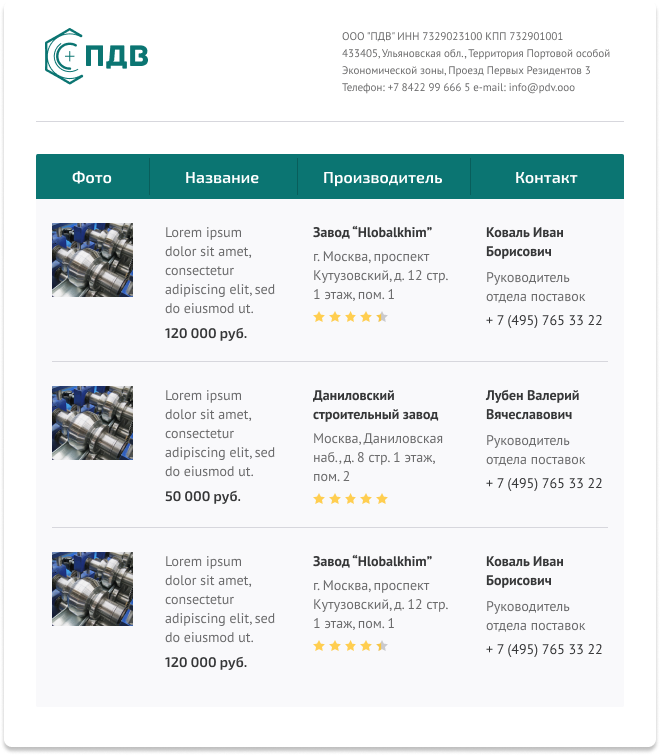 ПДВ
ООО "ПДВ" ИНН 7329023100 КПП 732901001
433405, Ульяновская обл., Территория Портовой особой
Экономической зоны, Проезд Первых Резидентов 3
Телефон: +7 8422 99 666 5 e-mail: info@pdv.ooo
Фото Название Производитель Контакт
Lorem ipsum
dolor sit amet,
consectetur
adipiscing elit, sed
do eiusmod ut.
120 000 руб.
Завод “Hlobalkhim”
г. Москва, проспект
Кутузовский, д. 12 стр.
1 этаж, пом. 1
Коваль Иван
Борисович
Руководитель
отдела поставок
+ 7 (495) 765 33 22
Lorem ipsum
dolor sit amet,
consectetur
adipiscing elit, sed
do eiusmod ut.
50 000 руб.
Даниловский
строительный завод
Москва, Даниловская
наб., д. 8 стр. 1 этаж,
пом. 2
Лубен Валерий
Вячеславович
Руководитель
отдела поставок
+ 7 (495) 765 33 22
Lorem ipsum
dolor sit amet,
consectetur
adipiscing elit, sed
do eiusmod ut.
120 000 руб.
Завод “Hlobalkhim”
г. Москва, проспект
Кутузовский, д. 12 стр.
1 этаж, пом. 1
Коваль Иван
Борисович
Руководитель
отдела поставок
+ 7 (495) 765 33 22